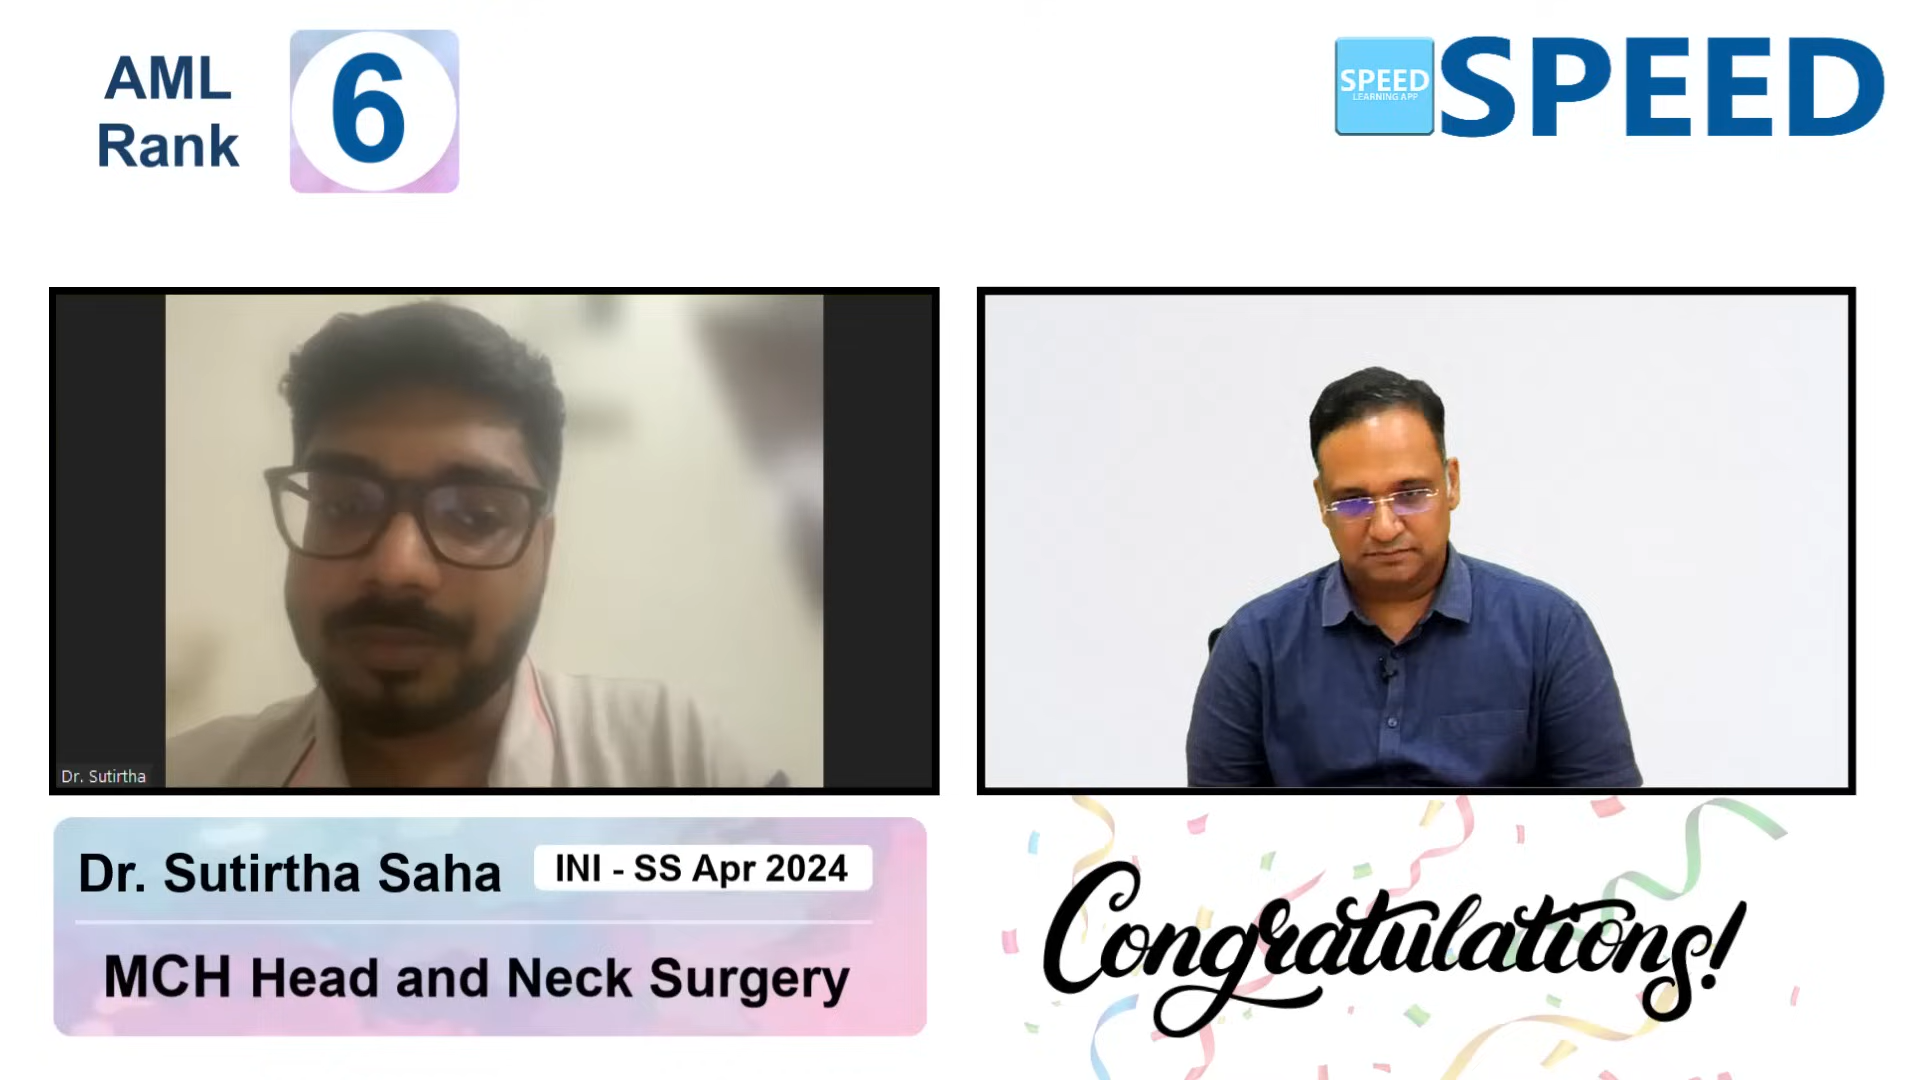 AML
Rank
6
SPEED
LEARNING APP
SPEED
Dr. Sutirtha
Dr. Sutirtha Saha
INI - SS Apr 2024
MCH Head and Neck Surgery
Congratulations!